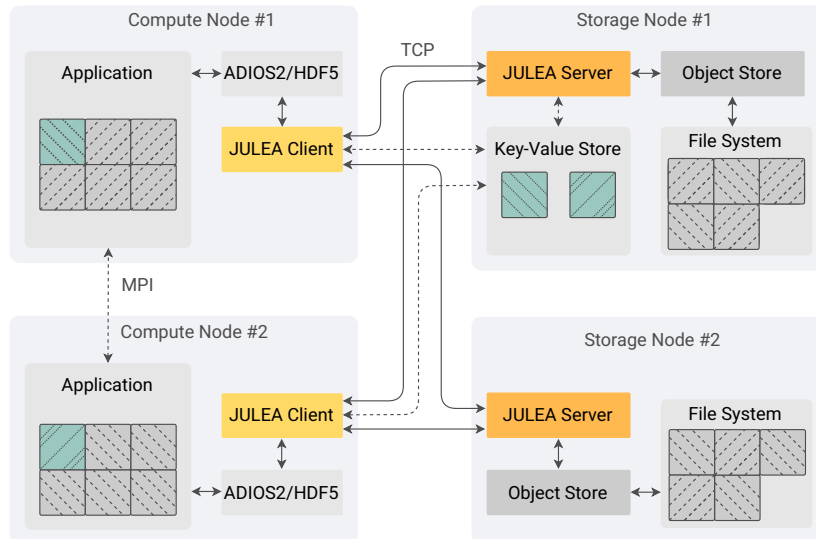 Compute Node #1
Application
ADIOS2/HDF5
JULEA Client
TCP
Storage Node #1
JULEA Server
Object Store
Key-Value Store
File System
MPI
Compute Node #2
Application
JULEA Client
ADIOS2/HDF5
Storage Node #2
JULEA Server
File System
Object Store